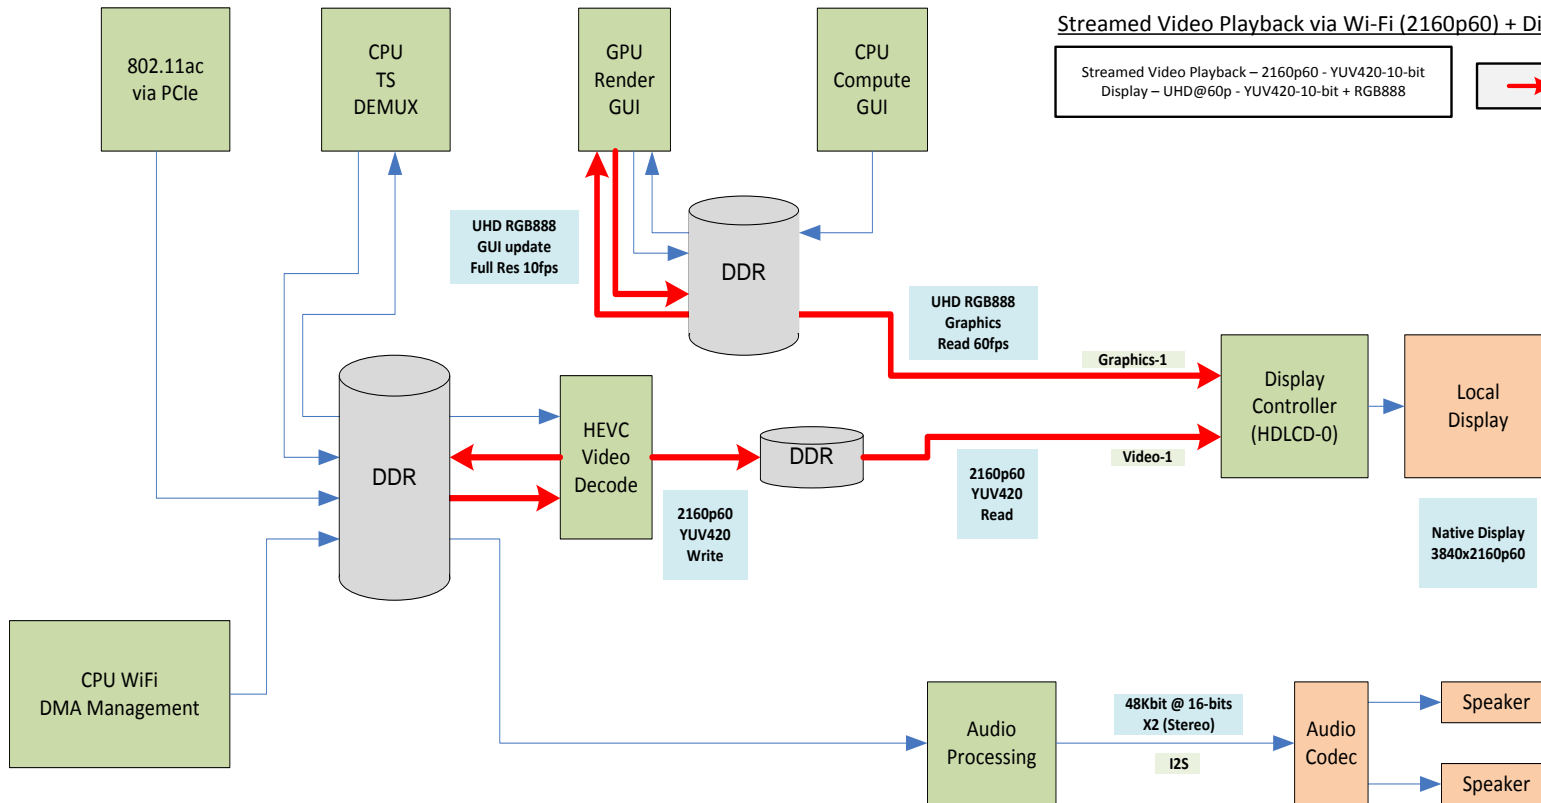 Streamed Video Playback via Wi-Fi (2160p60) + Di
Streamed Video Playback – 2160p60 - YUV420-10-bit
Display – UHD@60p - YUV420-10-bit + RGB888
802.11ac
via PCIe
CPU
TS
DEMUX
GPU
Render
GUI
CPU
Compute
GUI
UHD RGB888
GUI update
Full Res 10fps
DDR
UHD RGB888
Graphics
Read 60fps
Graphics-1
Display
Controller
(HDLCD-0)
Local
Display
DDR
HEVC
Video
Decode
DDR
Video-1
2160p60
YUV420
Write
2160p60
YUV420
Read
Native Display
3840x2160p60
CPU WiFi
DMA Management
Audio
Processing
48Kbit @ 16-bits
X2 (Stereo)
I2S
Audio
Codec
Speaker
Speaker